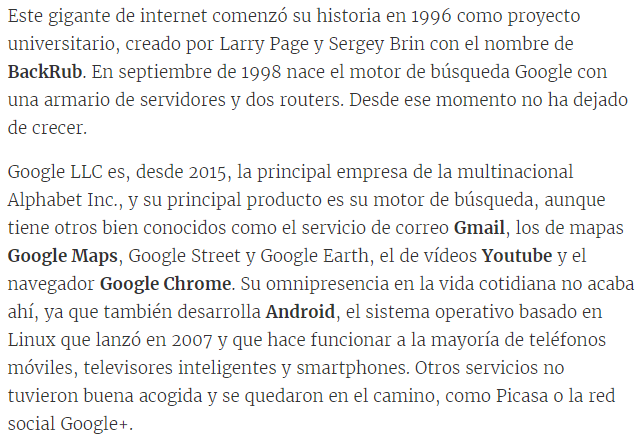 Este gigante de internet comenzó su historia en 1996 como proyecto
universitario, creado por Larry Page y Sergey Brin con el nombre de
BackRub. En septiembre de 1998 nace el motor de búsqueda Google con
una armario de servidores y dos routers. Desde ese momento no ha dejado
de crecer.
Google LLC es, desde 2015, la principal empresa de la multinacional
Alphabet Inc., y su principal producto es su motor de búsqueda, aunque
tiene otros bien conocidos como el servicio de correo Gmail, los de mapas
Google Maps, Google Street y Google Earth, el de vídeos Youtube y el
navegador Google Chrome. Su omnipresencia en la vida cotidiana no acaba
ahí, ya que también desarrolla Android, el sistema operativo basado en
Linux que lanzó en 2007 y que hace funcionar a la mayoría de teléfonos
móviles, televisores inteligentes y smartphones. Otros servicios no
tuvieron buena acogida y se quedaron en el camino, como Picasa o la red
social Google+.